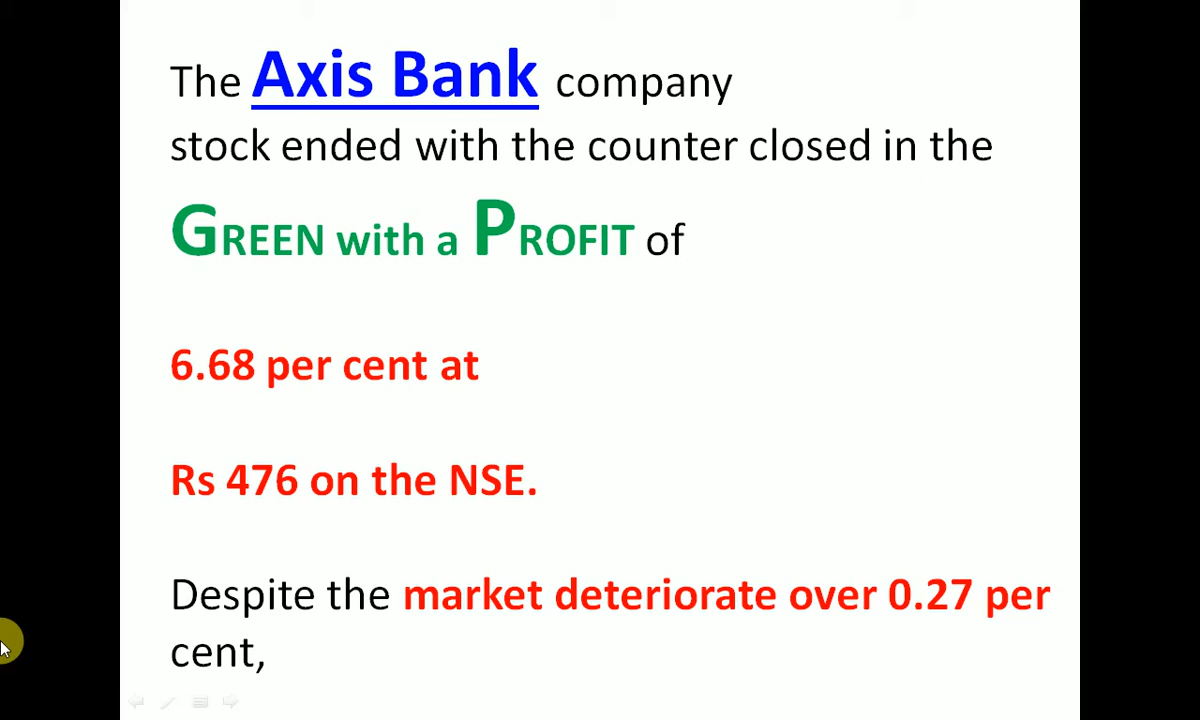 The Axis Bank company
stock ended with the counter closed in the
GREEN with a PROFIT of
6.68 per cent at
Rs 476 on the NSE.
Despite the market deteriorate over 0.27 per
cent,